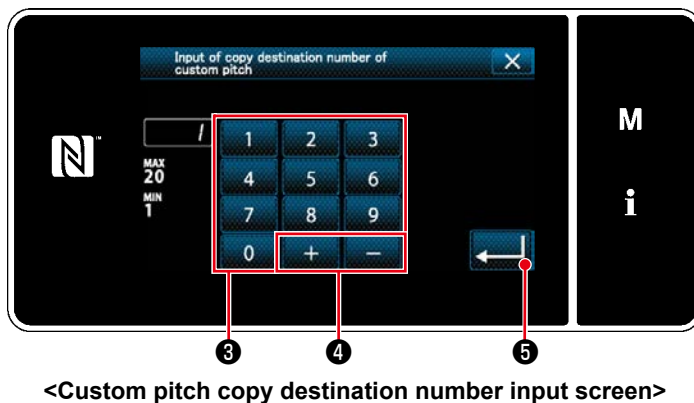 Input of copy destination number of
custom pitch
M
N™
1
1 2 3
MAX
20
4 5 6
MIN
1
7 8 9
i
0 + −
❸ ❹ ❺
<Custom pitch copy destination number input screen>